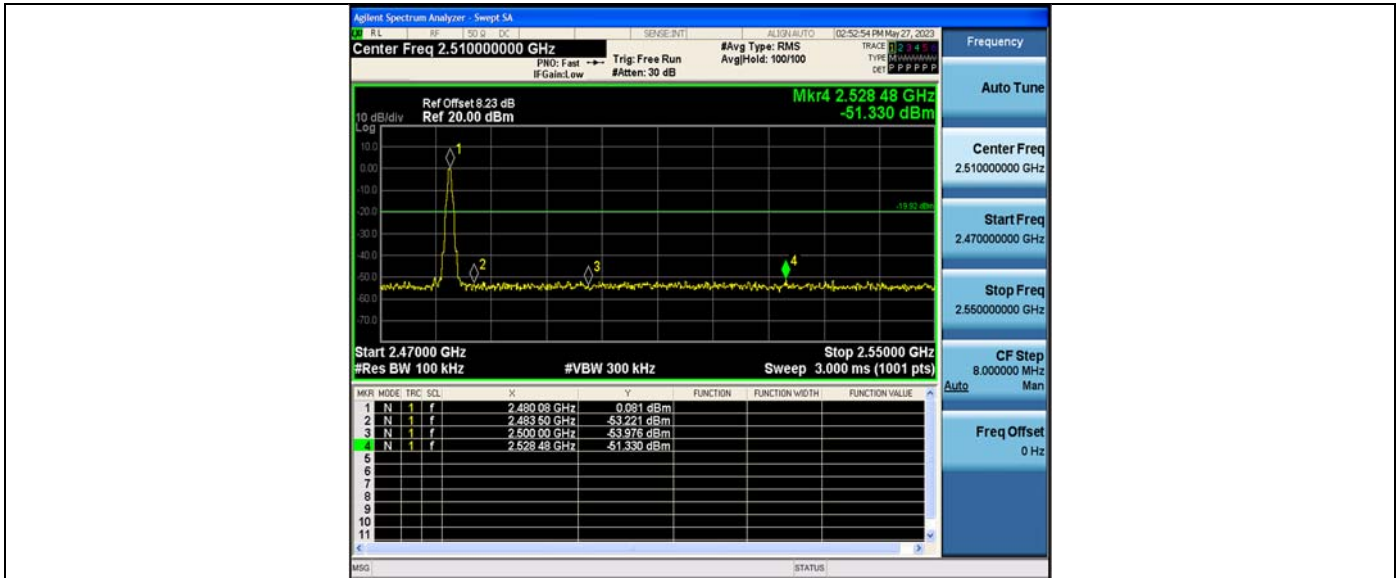 Agilent Spectrum Analyzer - Swept SA
RL RF 50 Ω DC SENSE:INT ALIGN AUTO 02:52:54 PM May 27, 2023
Center Freq 2.510000000 GHz
PNO: Fast
IFGain:Low
Trig: Free Run
#Atten: 30 dB
#Avg Type: RMS
Avg|Hold: 100/100
TRACE 1 2 3 4 5 6
TYPE M
DET P P P P P P
Mkr4 2.528 48 GHz
-51.330 dBm
Ref Offset 8.23 dB
Ref 20.00 dBm
10 dB/div
Log
10.0
0.00
-10.0
-20.0
-30.0
-40.0
-50.0
-60.0
-70.0
1
2
3
4
-19.92 dBm
Start 2.47000 GHz Stop 2.55000 GHz
#Res BW 100 kHz #VBW 300 kHz Sweep 3.000 ms (1001 pts)
MKR MODE TRC SCL X Y FUNCTION FUNCTION WIDTH FUNCTION VALUE
1 N 1 f 2.480 08 GHz 0.081 dBm
2 N 1 f 2.483 50 GHz -53.221 dBm
3 N 1 f 2.500 00 GHz -53.976 dBm
4 N 1 f 2.528 48 GHz -51.330 dBm
5
6
7
8
9
10
11
MSG STATUS
Frequency
Auto Tune
Center Freq
2.510000000 GHz
Start Freq
2.470000000 GHz
Stop Freq
2.550000000 GHz
CF Step
8.000000 MHz
Auto Man
Freq Offset
0 Hz